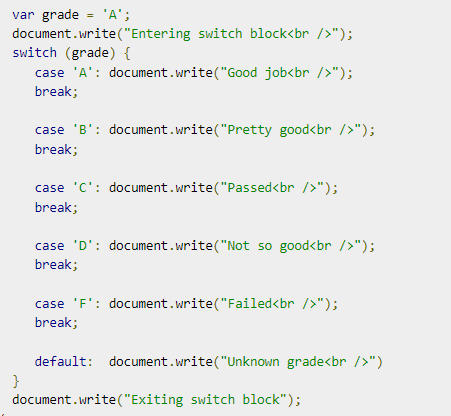 var grade = 'A';
document.write("Entering switch block<br />");
switch (grade) {
   case 'A': document.write("Good job<br />");
   break;

   case 'B': document.write("Pretty good<br />");
   break;

   case 'C': document.write("Passed<br />");
   break;

   case 'D': document.write("Not so good<br />");
   break;

   case 'F': document.write("Failed<br />");
   break;

   default:  document.write("Unknown grade<br />")
}
document.write("Exiting switch block");